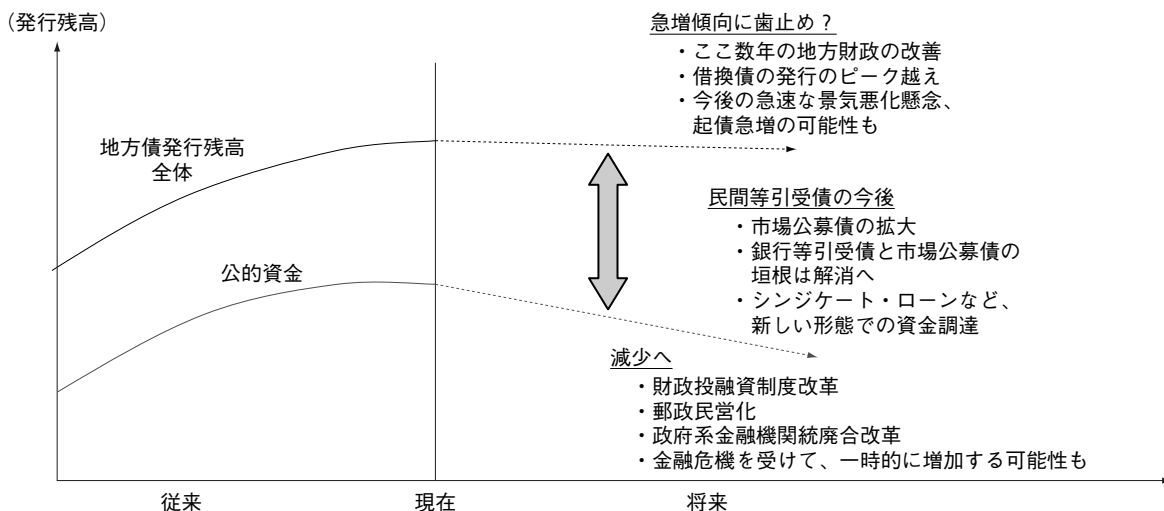 (発行残高)
急増傾向に歯止め？
・ここ数年の地方財政の改善
・借換債の発行のピーク越え
・今後の急速な景気悪化懸念、
起債急増の可能性も
地方債発行残高
全体
民間等引受債の今後
・市場公募債の拡大
・銀行等引受債と市場公募債の
垣根は解消へ
・シンジケート・ローンなど、
新しい形態での資金調達
公的資金
減少へ
・財政投融資制度改革
・郵政民営化
・政府系金融機関統廃合改革
・金融危機を受けて、一時的に増加する可能性も
従来
現在
将来